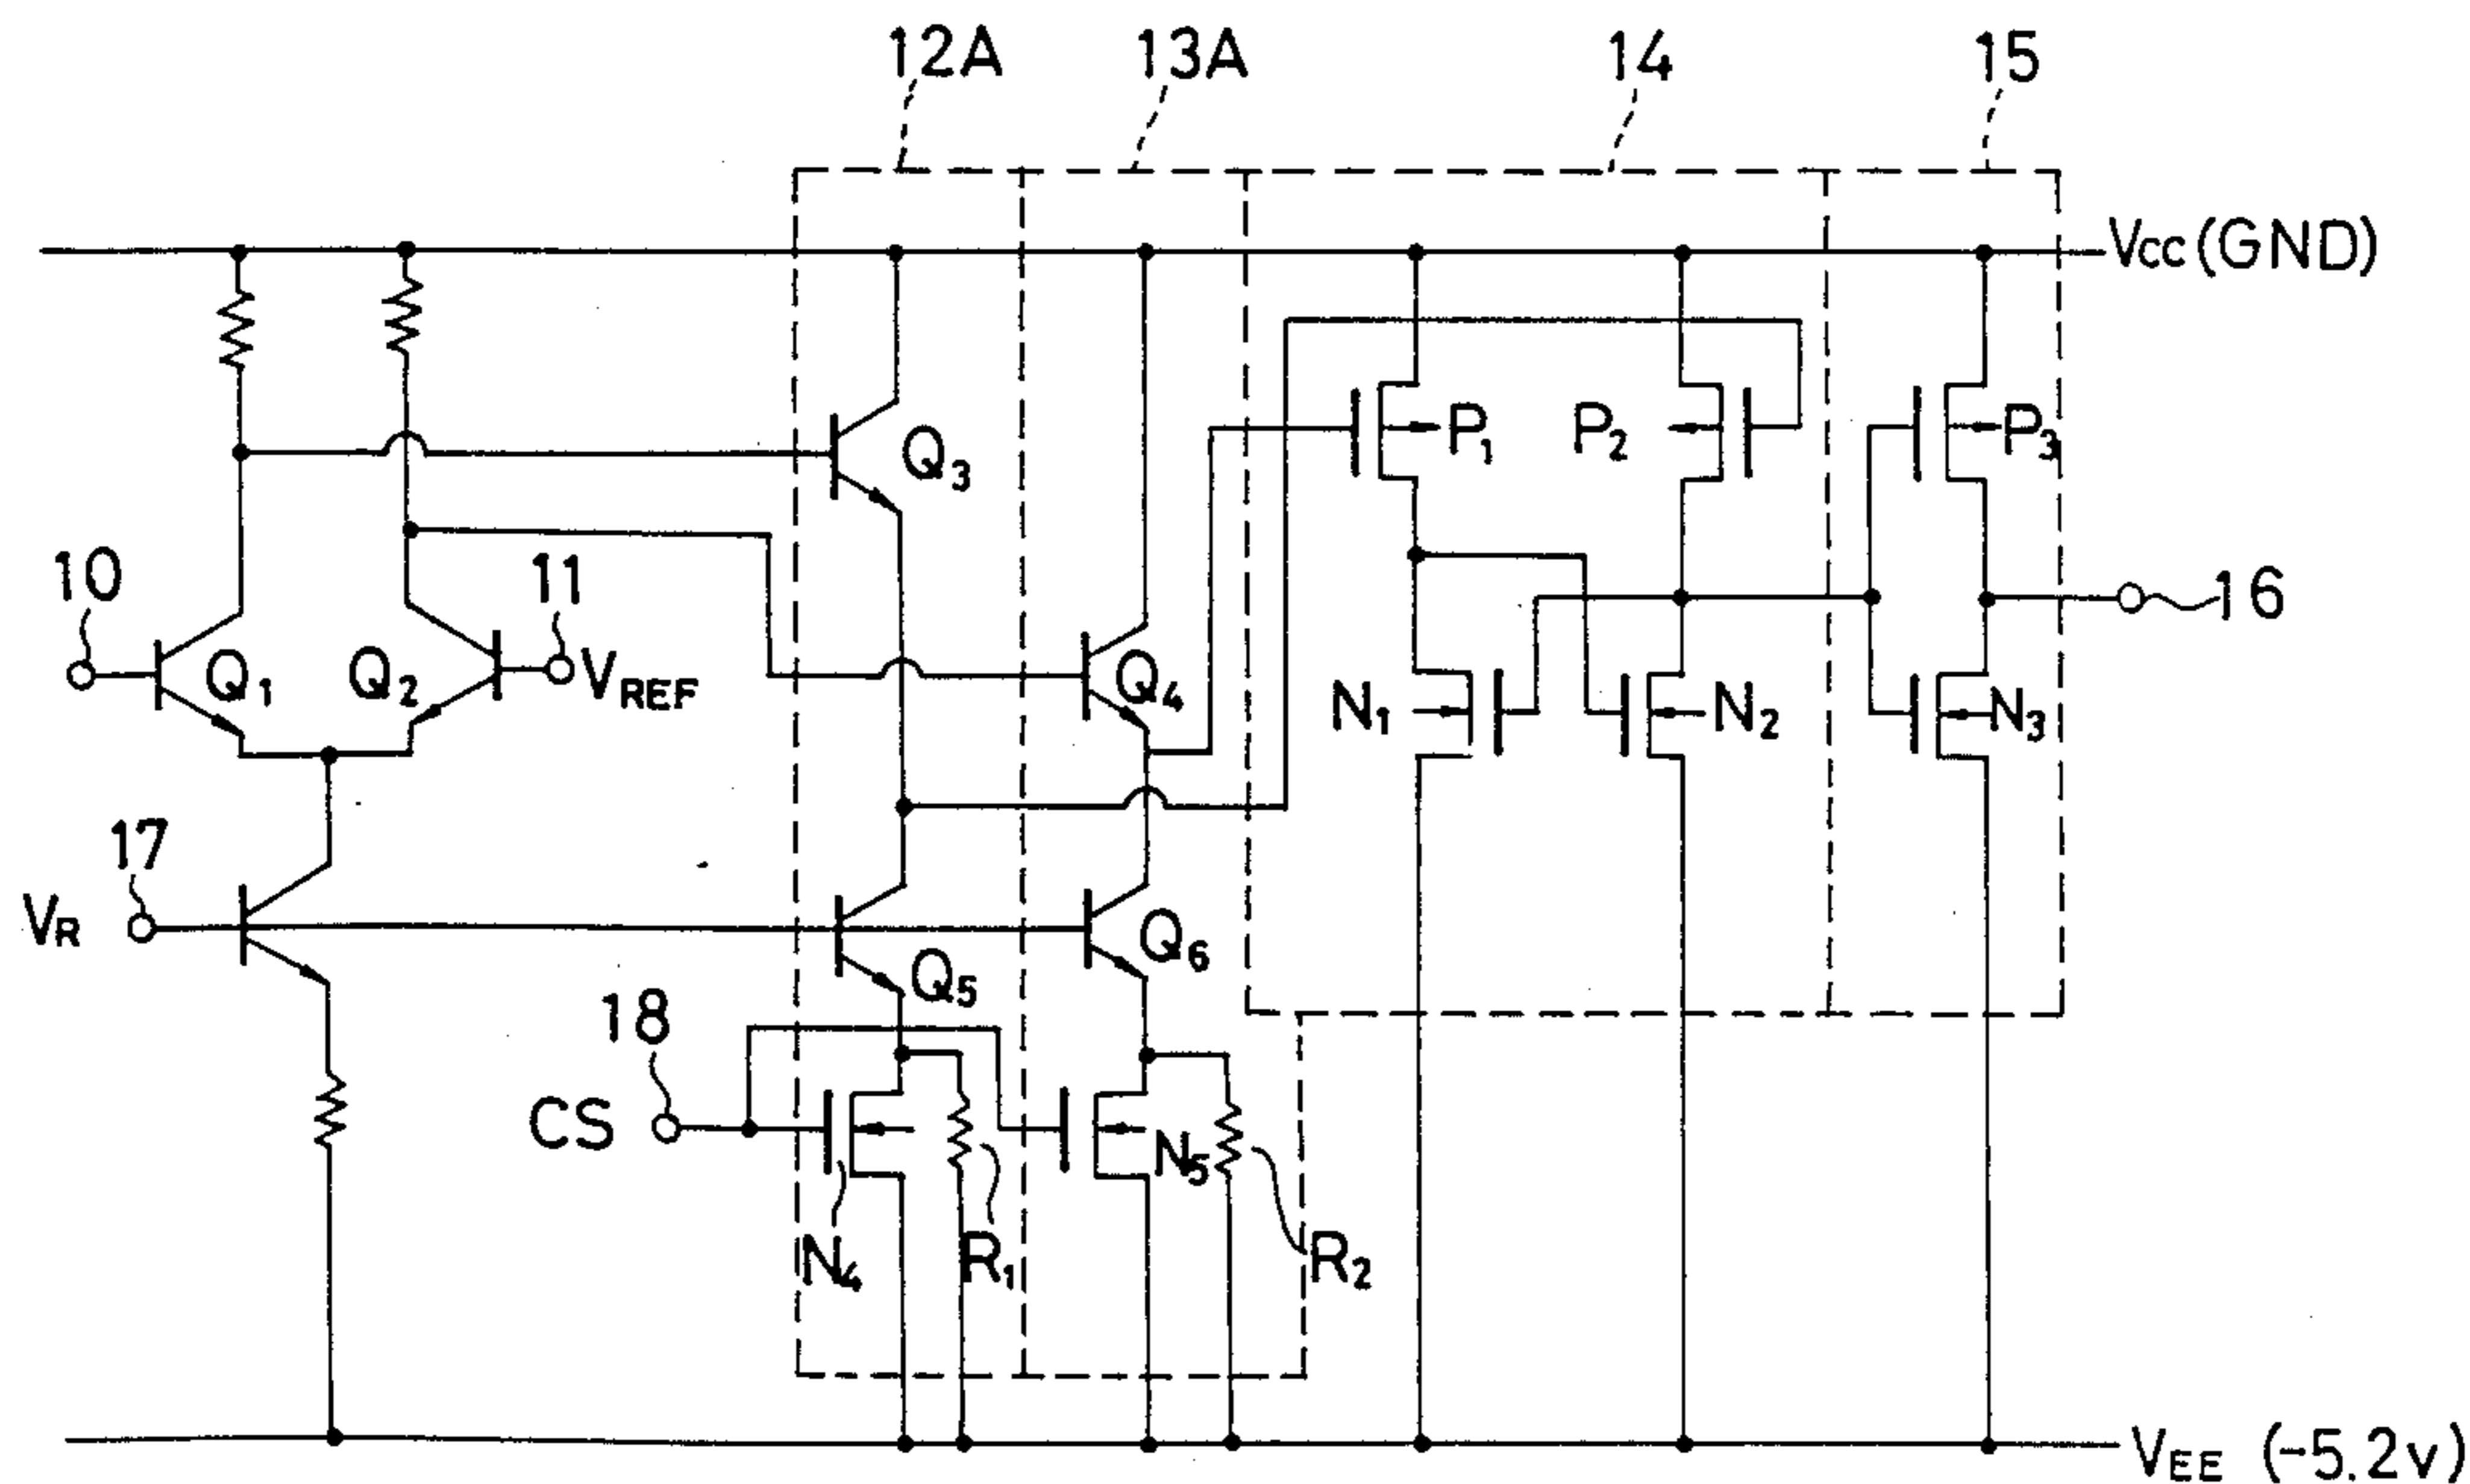 12A 13A 14 15
Vcc (GND)
Q3 P1 P2 P3
10 11 16
Q1 Q2 VREF Q4 N1 N2 N3
17
VR Q5 Q6
18
CS N5
N4 R1 R2
VEE (-5.2v)